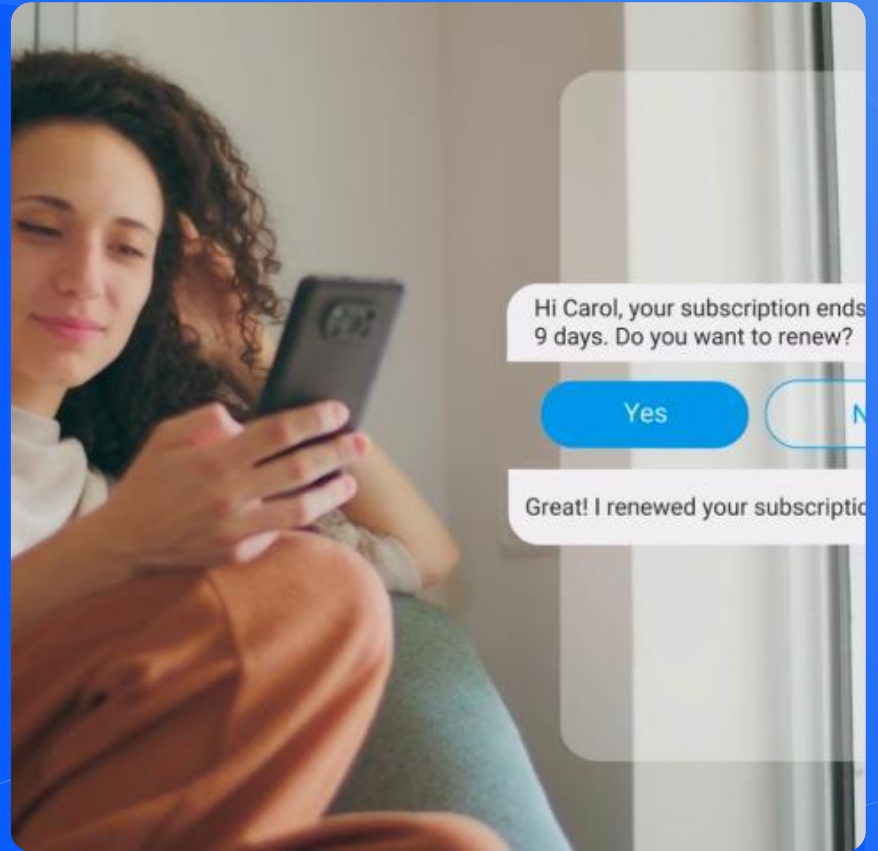 Hi Carol, your subscription ends
9 days. Do you want to renew?
Yes
N
Great! I renewed your subscriptio